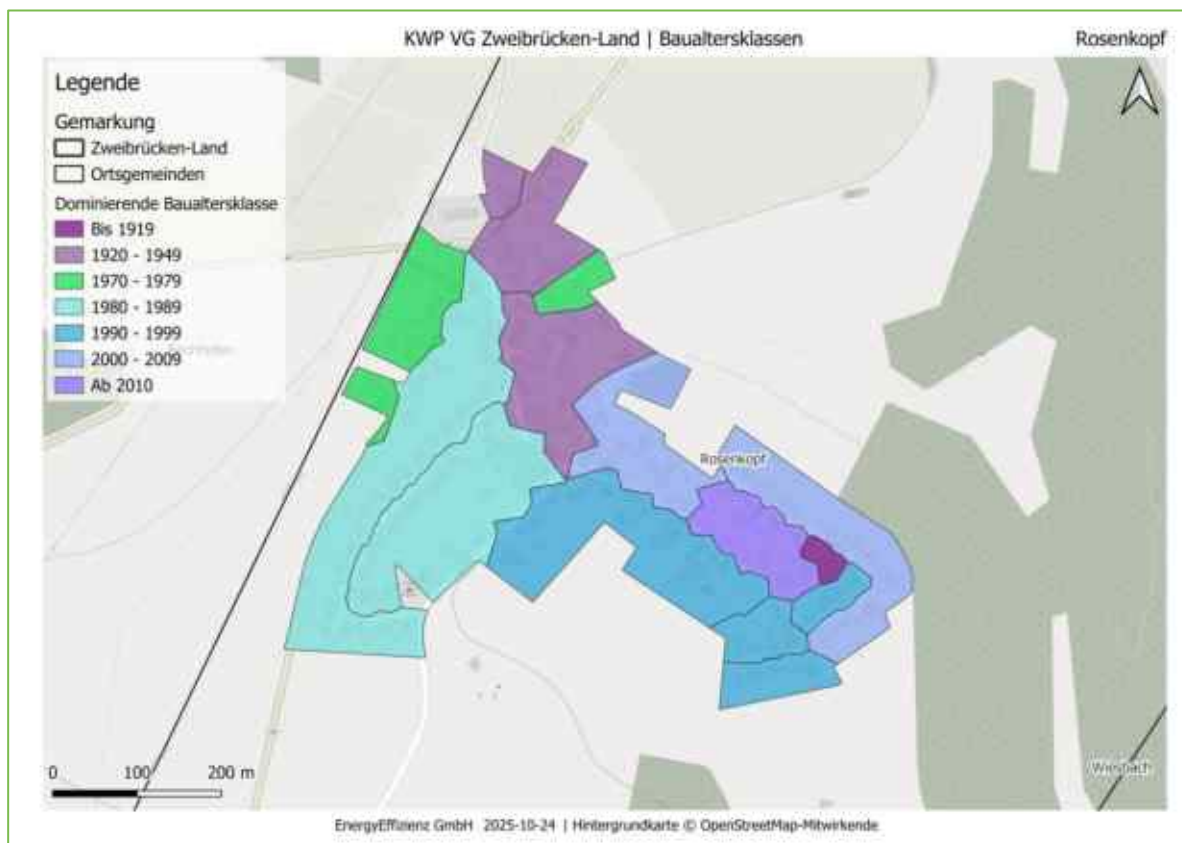 KWP VG Zweibrücken-Land | Baualtersklassen
Rosenkopf
Legende
Gemarkung
Zweibrücken-Land
Ortsgemeinden
Dominierende Baualtersklasse
Bis 1919
1920 - 1949
1970 - 1979
1980 - 1989
1990 - 1999
2000 - 2009
Ab 2010
Rosenkopf
Wiesbach
0 100 200 m
EnergyEffizienz GmbH 2025-10-24 | Hintergrundkarte © OpenStreetMap-Mitwirkende